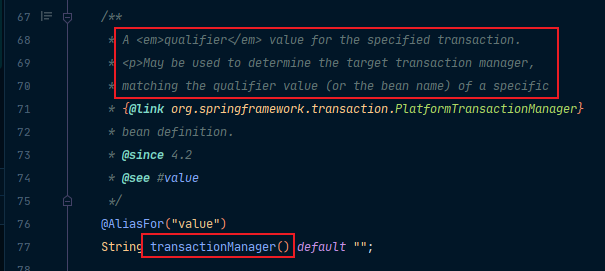 67 /**
68 * A <em>qualifier</em> value for the specified transaction.
69 * <p>May be used to determine the target transaction manager,
70 * matching the qualifier value (or the bean name) of a specific
71 * {@link org.springframework.transaction.PlatformTransactionManager}
72 * bean definition.
73 * @since 4.2
74 * @see #value
75 */
76 @AliasFor("value")
77 String transactionManager() default "";
78